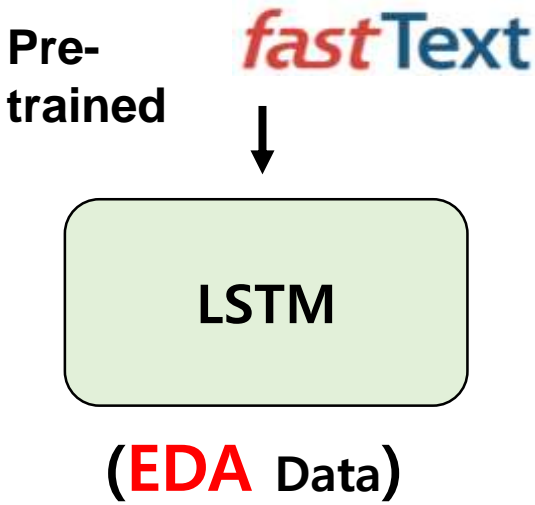 Pre-
trained
fastText
LSTM
(EDA Data)